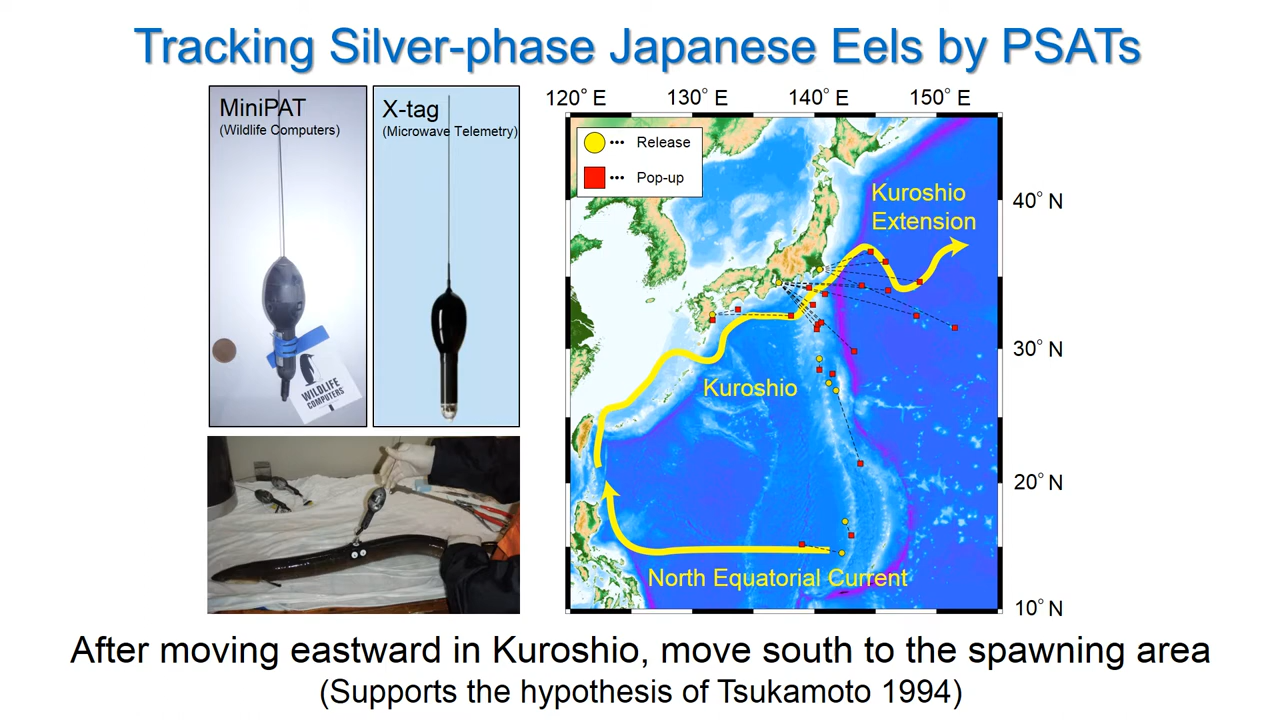 Tracking Silver-phase Japanese Eels by PSATs
MiniPAT
(Wildlife Computers)
X-tag
(Microwave Telemetry)
WILDLIFE
COMPUTERS
120° E
130° E
140° E
150° E
••• Release
••• Pop-up
Kuroshio
Extension
40° N
30° N
Kuroshio
20° N
North Equatorial Current
10° N
After moving eastward in Kuroshio, move south to the spawning area
(Supports the hypothesis of Tsukamoto 1994)